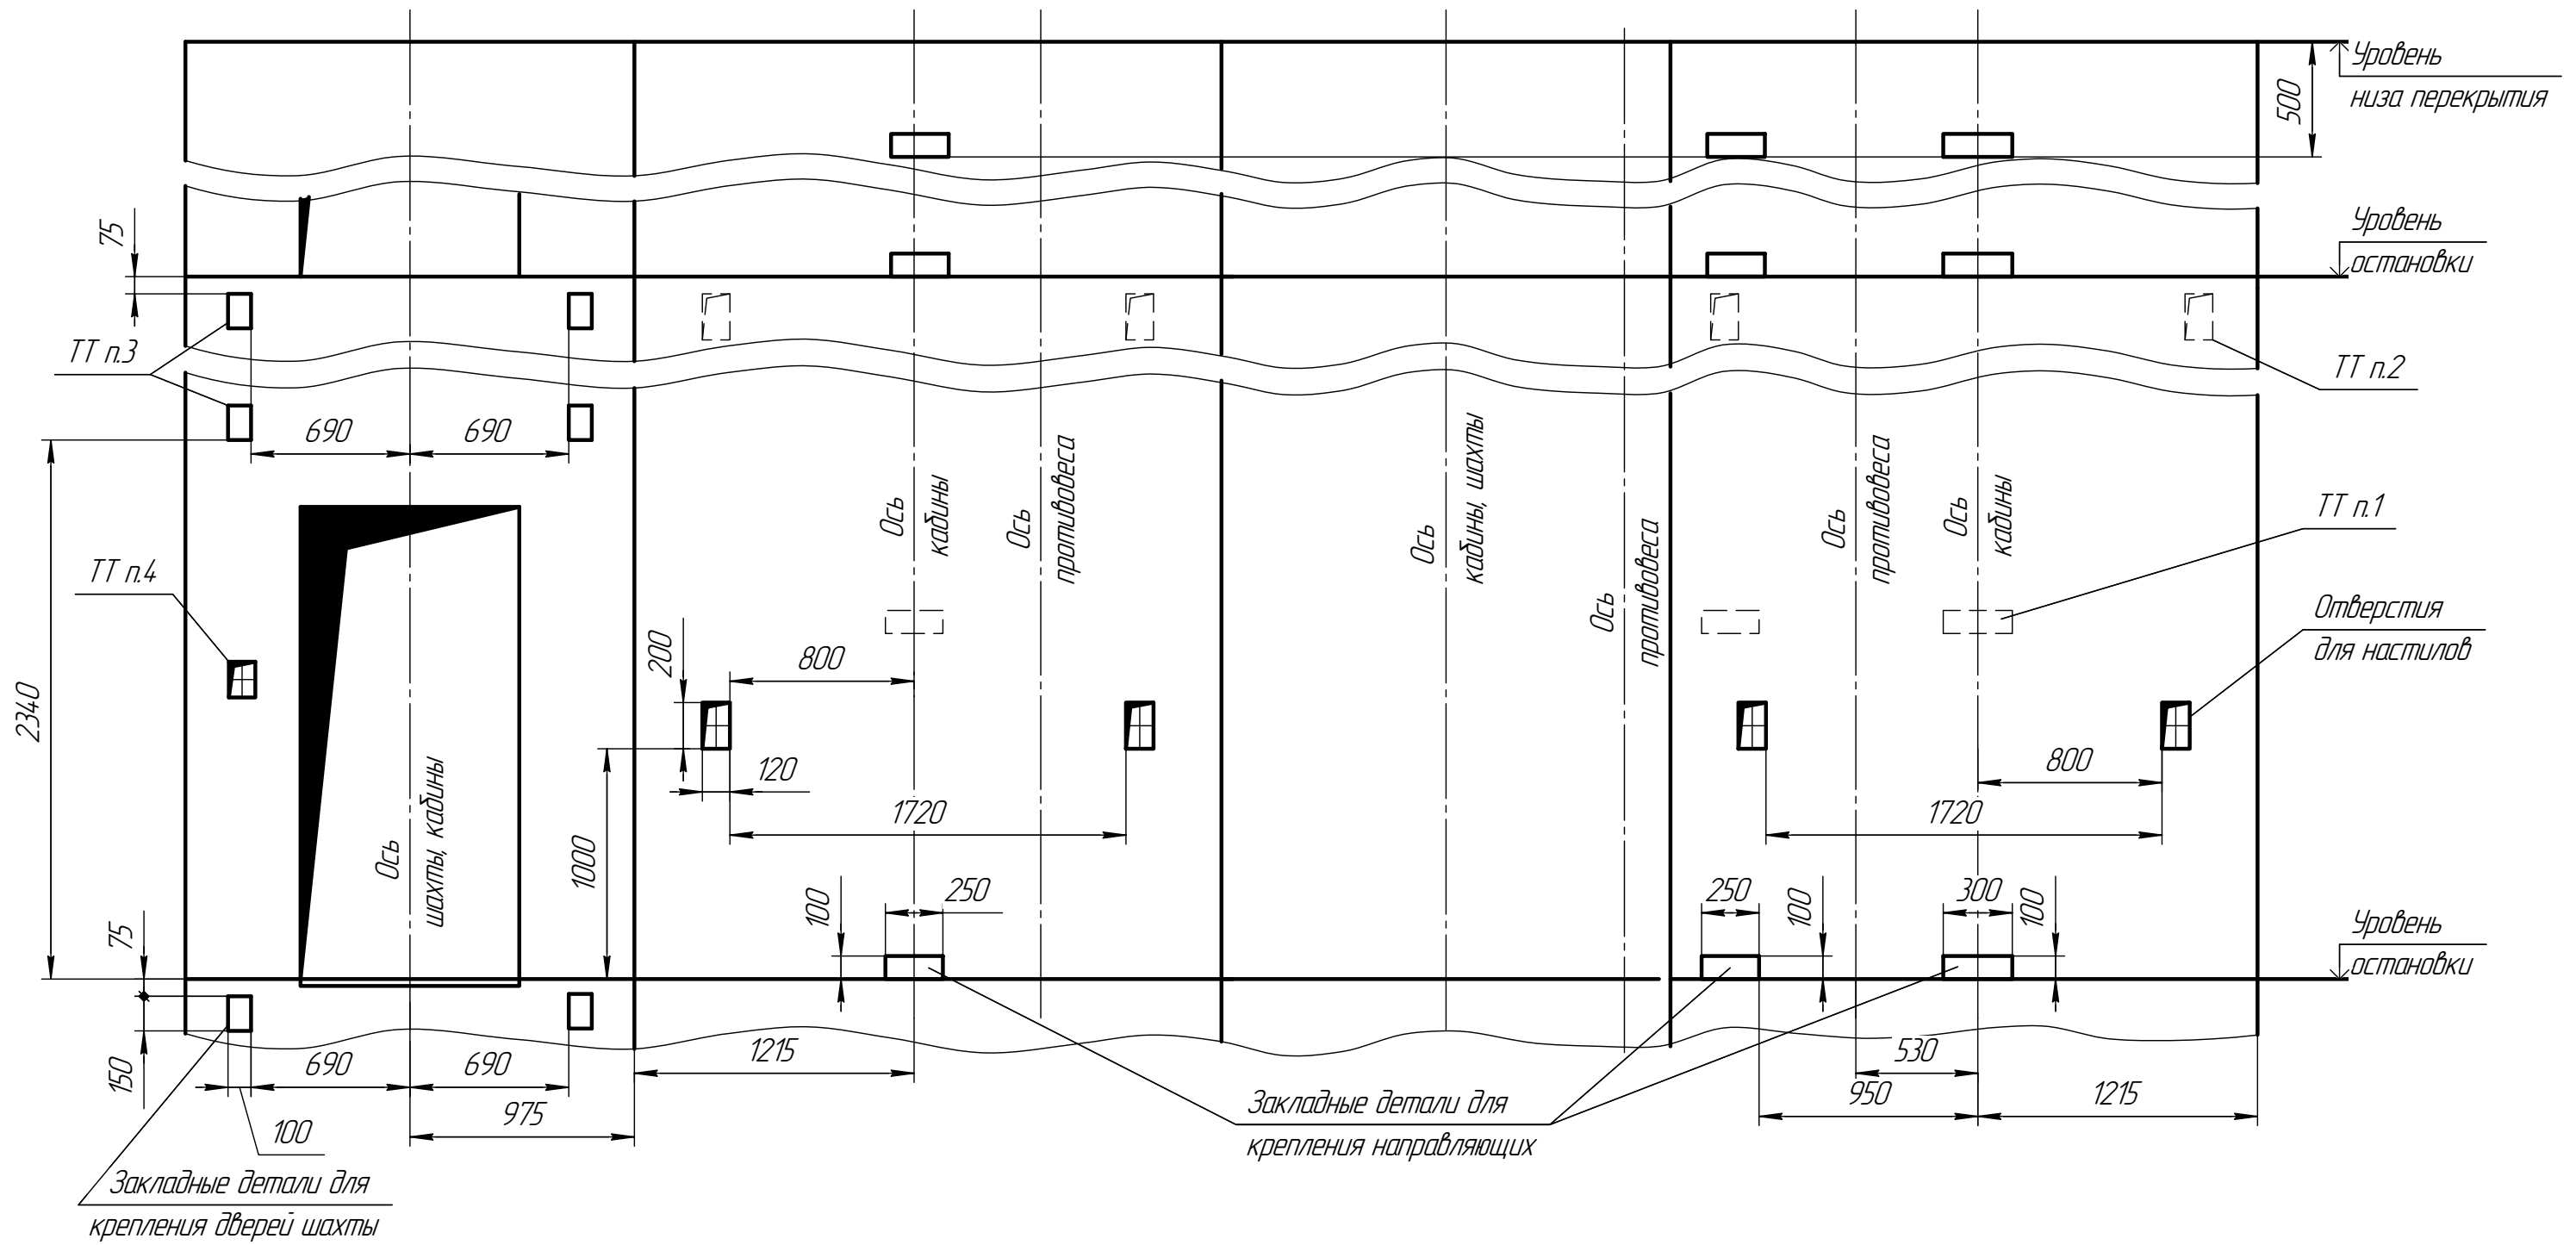 Уровень
низа перекрытия
500
Уровень
остановки
75
ТТ п.3
ТТ п.2
690
690
Ось
кабины
Ось
противовеса
Ось
кабины, шахты
Ось
противовеса
Ось
противовеса
Ось
кабины
ТТ п.1
ТТ п.4
Отверстия
для настилов
2340
200
800
120
1720
1000
800
1720
Ось
шахты, кабины
100
250
250
100
300
100
Уровень
остановки
75
150
690
690
975
100
1215
530
950
1215
Закладные детали для
крепления направляющих
Закладные детали для
крепления дверей шахты